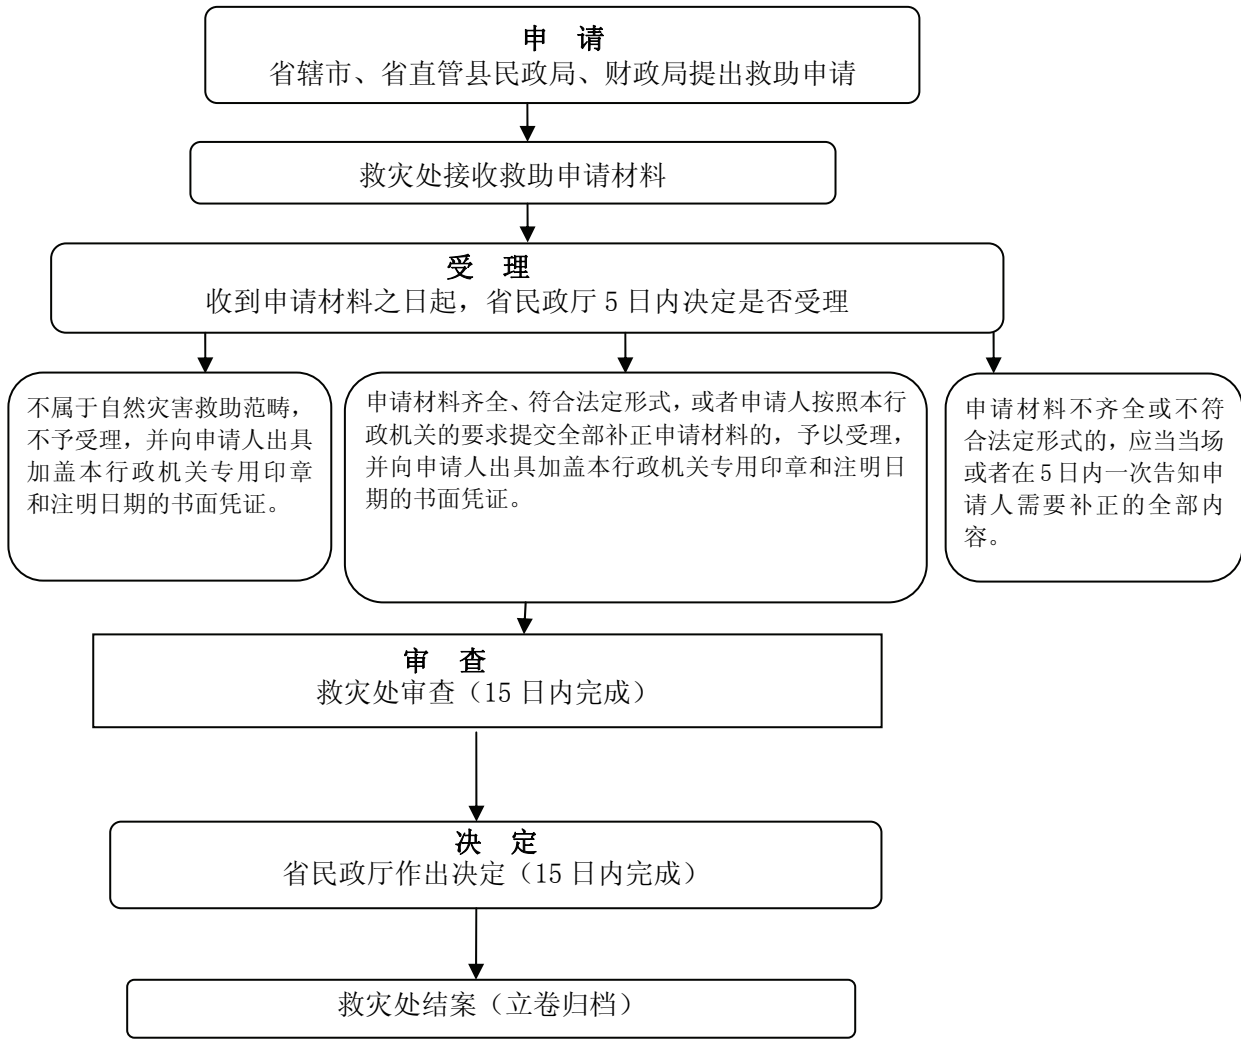 申 请
省辖市、省直管县民政局、财政局提出救助申请
救灾处接收救助申请材料
受 理
收到申请材料之日起，省民政厅 5 日内决定是否受理
不属于自然灾害救助范畴，
不予受理，并向申请人出具
加盖本行政机关专用印章
和注明日期的书面凭证。
申请材料齐全、符合法定形式，或者申请人按照本行
政机关的要求提交全部补正申请材料的，予以受理，
并向申请人出具加盖本行政机关专用印章和注明日
期的书面凭证。
申请材料不齐全或不符
合法定形式的，应当当场
或者在 5 日内一次告知申
请人需要补正的全部内
容。
审 查
救灾处审查（15 日内完成）
决 定
省民政厅作出决定（15 日内完成）
救灾处结案（立卷归档）